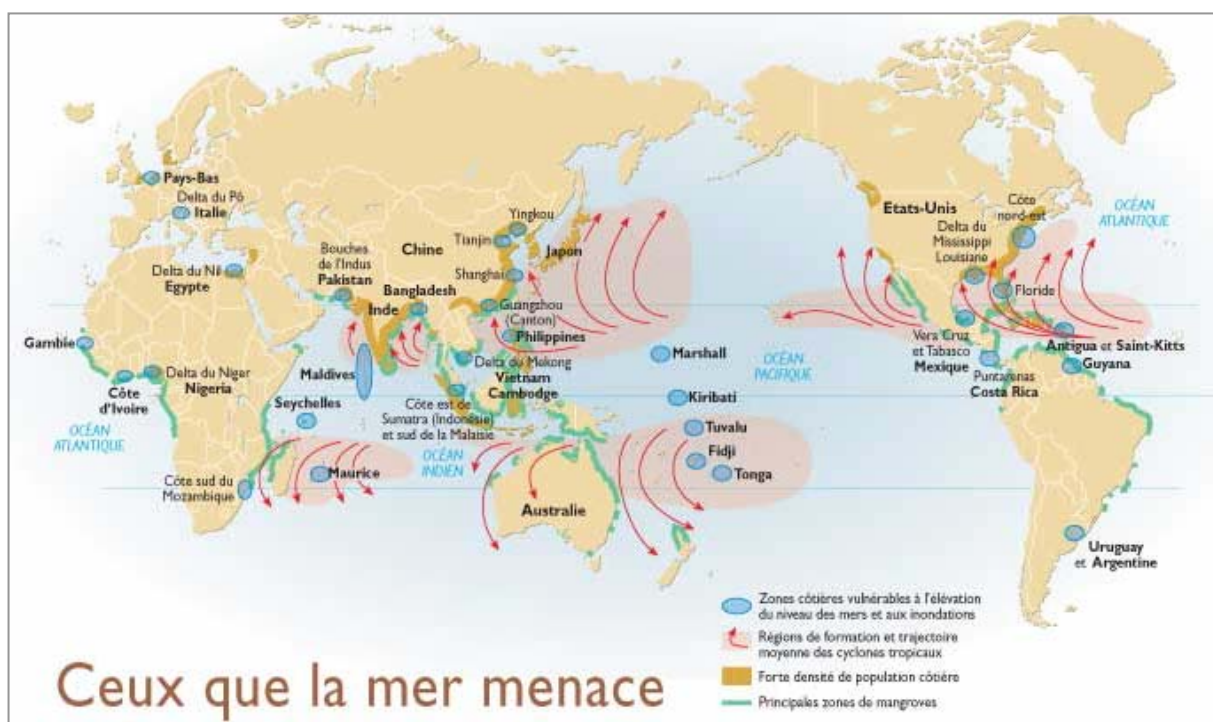 Pays-Bas
Delta du Pô
Italie
Delta du Nil
Egypte
Bouches
de l'Indus
Pakistan
Chine
Inde
Bangladesh
Yingkou
Tianjin
Japon
Shanghai
Guangzhou
(Canton)
Philippines
Delta du Mekong
Vietnam
Cambodge
Côte est de
Sumatra (Indonésie)
et sud de la Malaisie
Maldives
Seychelles
Gambie
Côte
d'Ivoire
Delta du Niger
Nigeria
OCÉAN
ATLANTIQUE
Côte sud du
Mozambique
Maurice
OCÉAN
INDIEN
Australie
Marshall
OCÉAN
PACIFIQUE
Kiribati
Tuvalu
Fidji
Tonga
Etats-Unis
Côte
nord-est
OCÉAN
ATLANTIQUE
Delta du
Mississippi
Louisiane
Floride
Vera Cruz
et Tabasco
Mexique
Antigua et Saint-Kitts
Guyana
Puntarenas
Costa Rica
Uruguay
et Argentine
Zones côtières vulnérables à l'élévation
du niveau des mers et aux inondations
Régions de formation et trajectoire
moyenne des cyclones tropicaux
Forte densité de population côtière
Principales zones de mangroves
Ceux que la mer menace